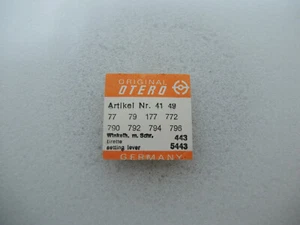 ORIGINAL
OTERO
Artikel Nr. 41 49
77 79 177 772
790 792 794 796
Winkelh. m. Schr. 443
tirette
setting lever 5443
GERMANY